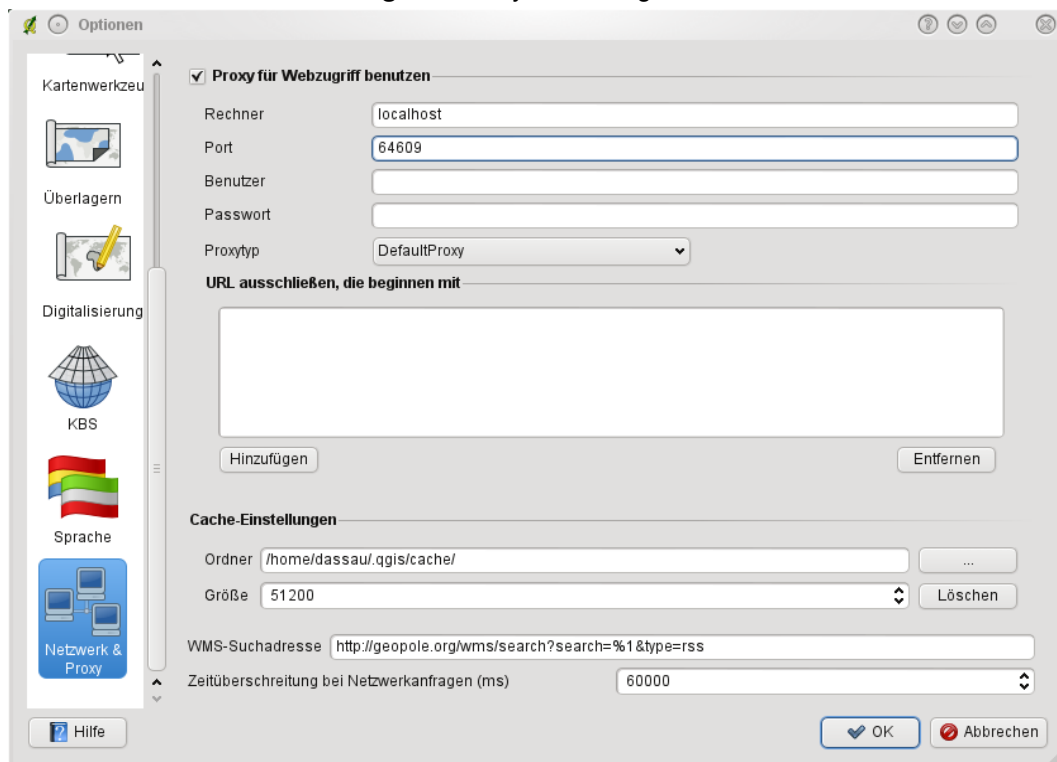 Optionen
Kartenwerkzeu
Überlagern
Digitalisierung
KBS
Sprache
Netzwerk &
Proxy
Proxy für Webzugriff benutzen
Rechner localhost
Port 64609
Benutzer
Passwort
Proxytyp DefaultProxy
URL ausschließen, die beginnen mit
Hinzufügen Entfernen
Cache-Einstellungen
Ordner /home/dassau/.qgis/cache/ ...
Größe 51200 Löschen
WMS-Suchadresse http://geopole.org/wms/search?search=%1&type=rss
Zeitüberschreitung bei Netzwerkanfragen (ms) 60000
Hilfe OK Abbrechen